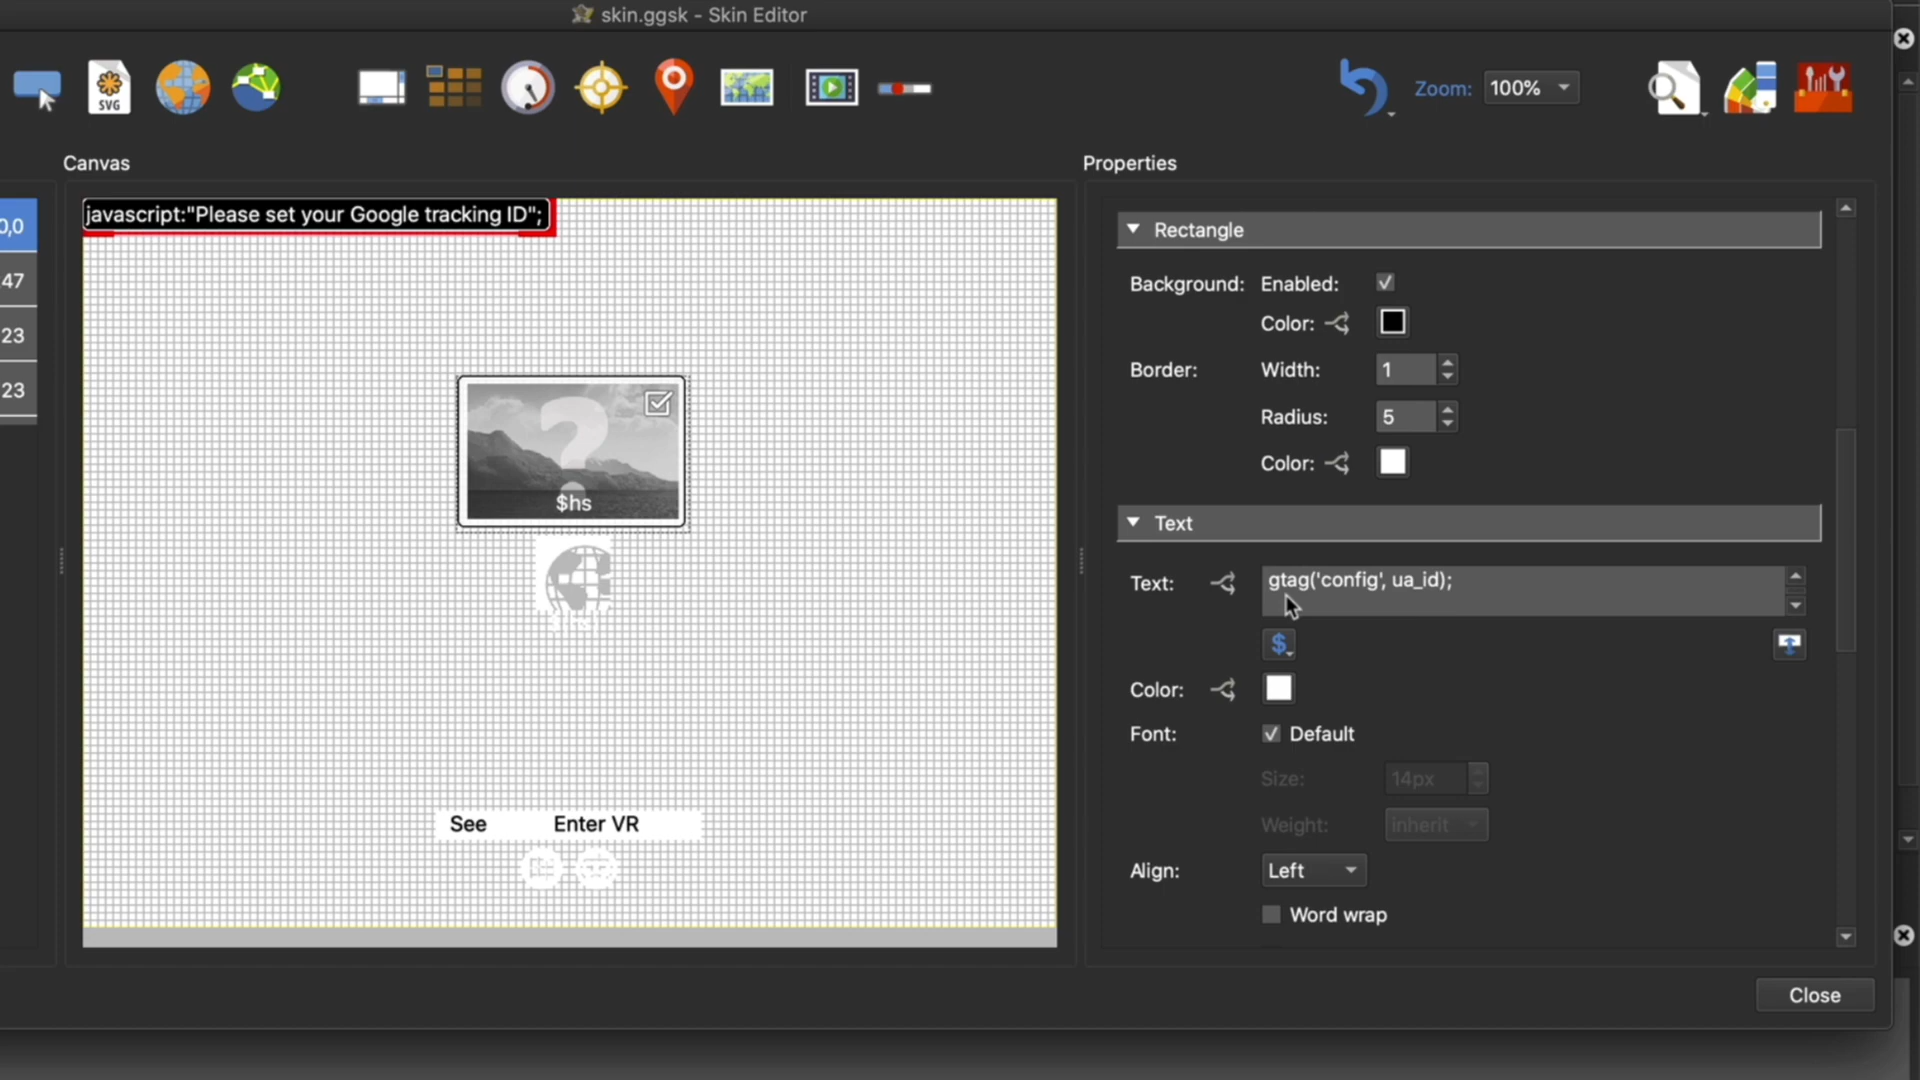 skin.ggsk - Skin Editor
SVG
Zoom: 100%
Canvas
Properties
0,0
47
23
23
javascript:"Please set your Google tracking ID";
$hs
See
Enter VR
Rectangle
Background: Enabled:
Color:
Border: Width: 1
Radius: 5
Color:
Text
Text: gtag('config', ua_id);
$
Color:
Font: Default
Size: 14px
Weight: inherit
Align: Left
Word wrap
Close